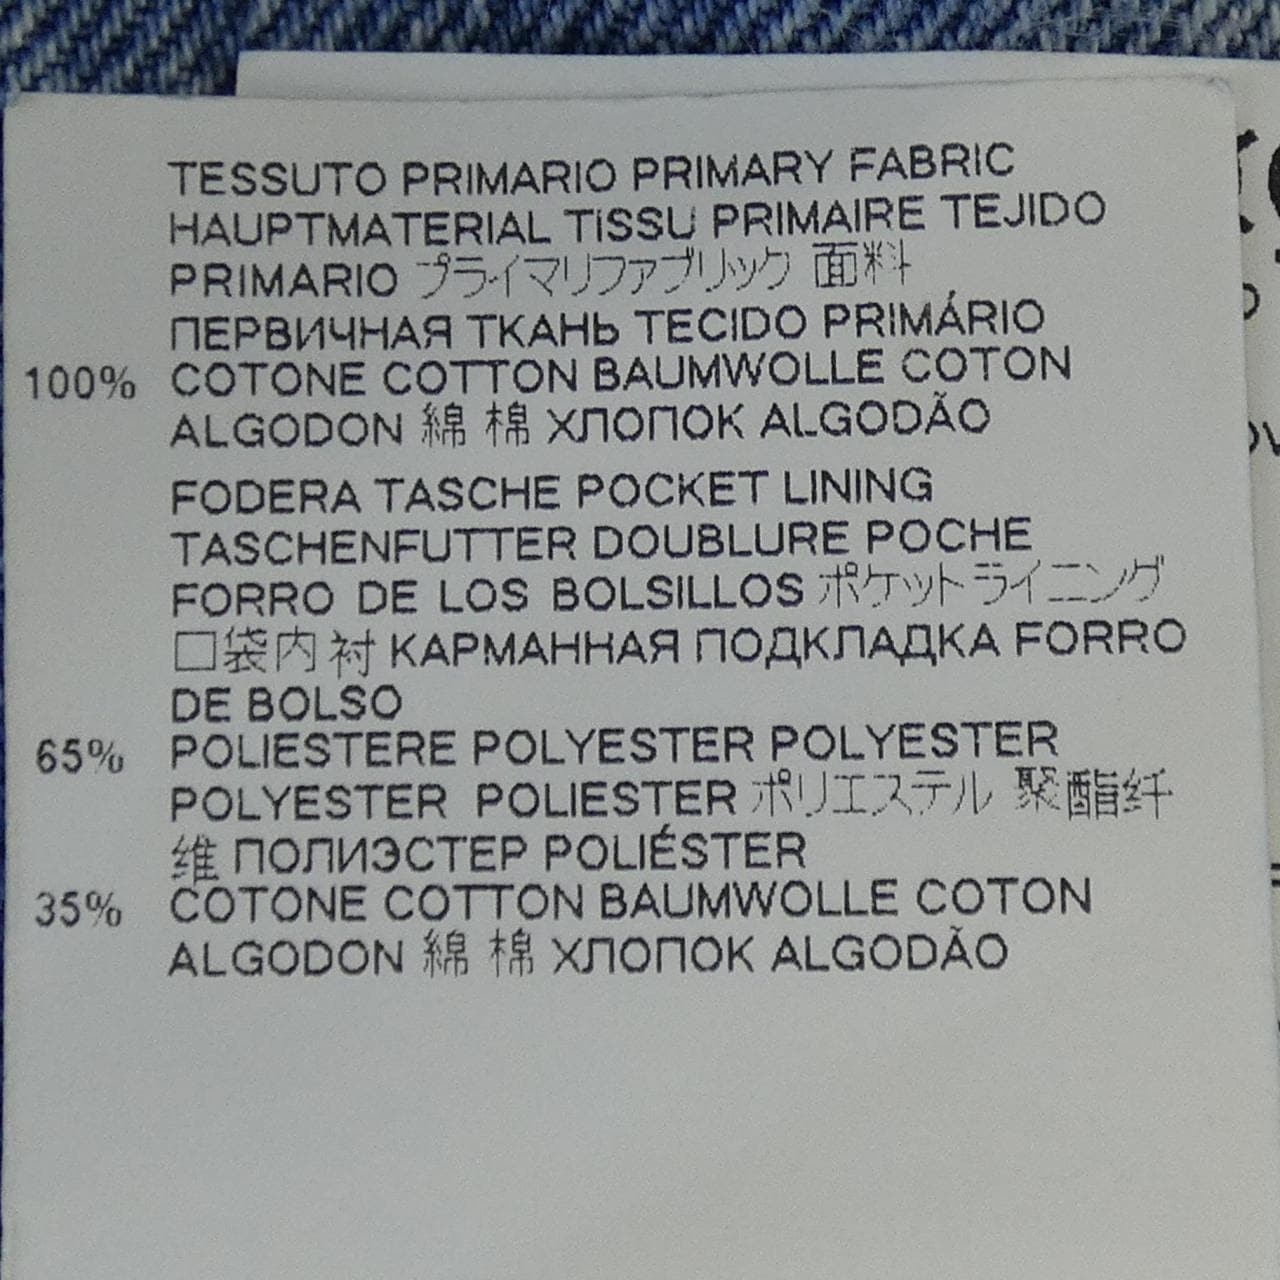 TESSUTO PRIMARIO PRIMARY FABRIC
HAUPTMATERIAL TISSU PRIMAIRE TEJIDO
PRIMARIO プライマリファブリック 面料
ПЕРВИЧНАЯ ТКАНЬ TECIDO PRIMÁRIO
100% COTONE COTTON BAUMWOLLE COTON
ALGODON 綿 棉 ХЛОПОК ALGODÃO
FODERA TASCHE POCKET LINING
TASCHENFUTTER DOUBLURE POCHE
FORRO DE LOS BOLSILLOS ポケットライニング
口袋内衬 КАРМАННАЯ ПОДКЛАДКА FORRO
DE BOLSO
65% POLIESTERE POLYESTER POLYESTER
POLYESTER POLIESTER ポリエステル 聚酯纤
维 ПОЛИЭСТЕР POLIÉSTER
35% COTONE COTTON BAUMWOLLE COTON
ALGODON 綿 棉 ХЛОПОК ALGODÃO